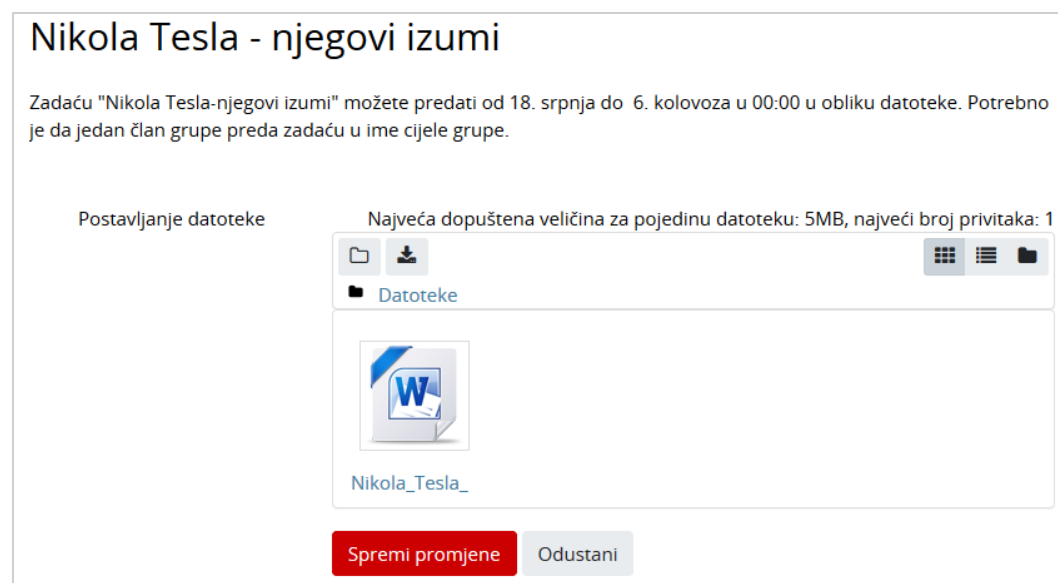 Nikola Tesla - njegovi izumi
Zadaću "Nikola Tesla-njegovi izumi" možete predati od 18. srpnja do  6. kolovoza u 00:00 u obliku datoteke. Potrebno
je da jedan član grupe preda zadaću u ime cijele grupe.
Postavljanje datoteke
Najveća dopuštena veličina za pojedinu datoteku: 5MB, najveći broj privitaka: 1
Datoteke
W
Nikola_Tesla_
Spremi promjene
Odustani